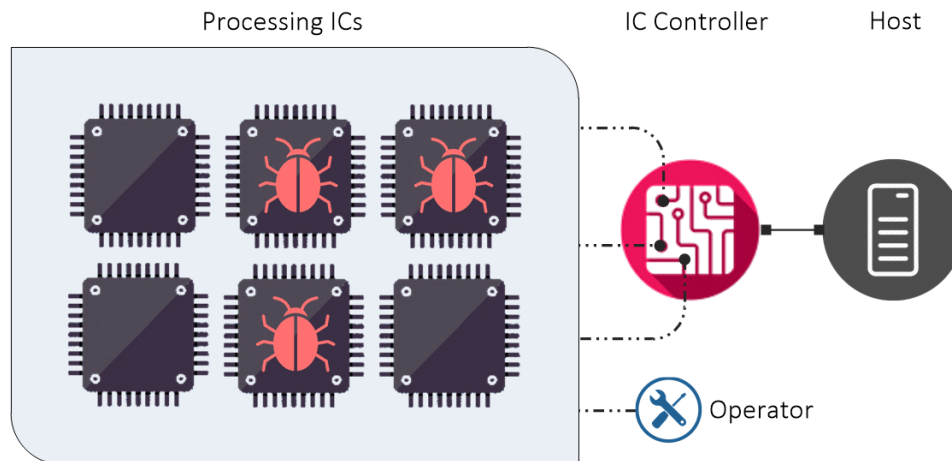 Processing ICs
IC Controller
Host
Operator